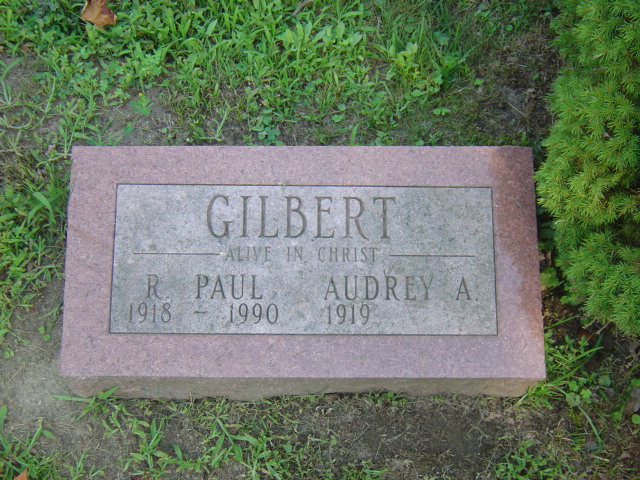 GILBERT
ALIVE IN CHRIST
R. PAUL AUDREY A.
1918 - 1990 1919